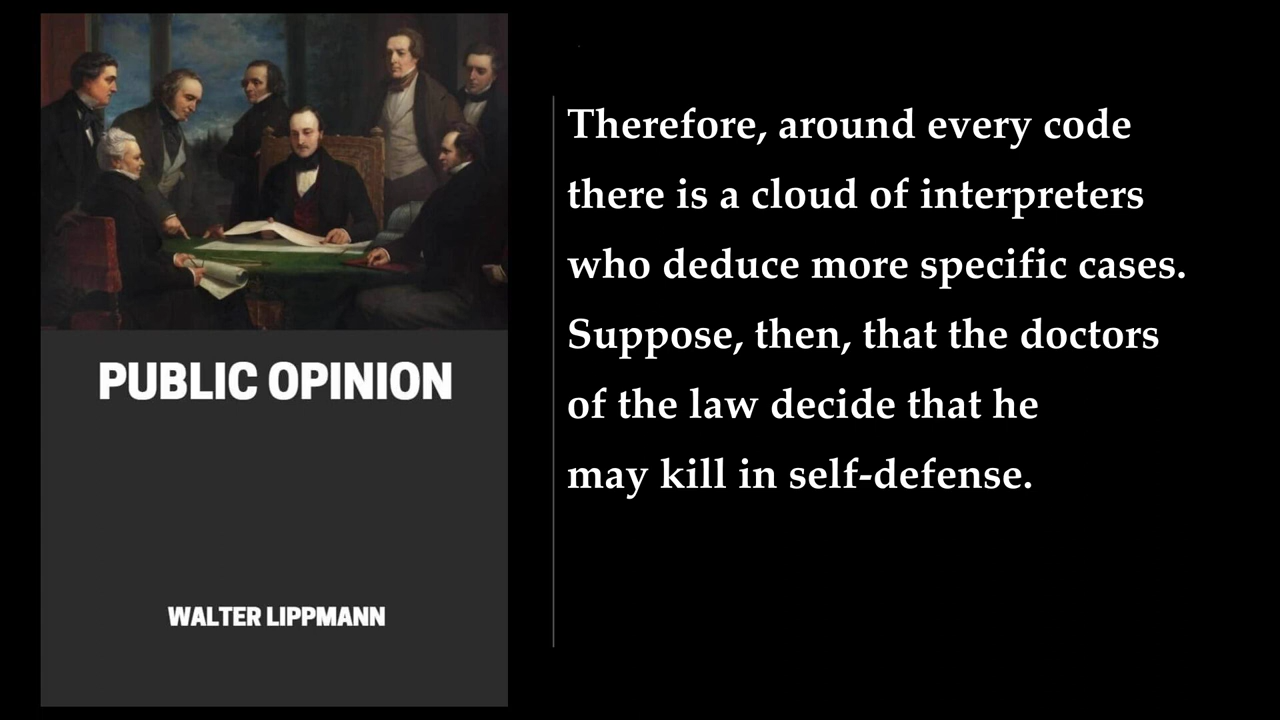 PUBLIC OPINION
WALTER LIPPMANN
Therefore, around every code
there is a cloud of interpreters
who deduce more specific cases.
Suppose, then, that the doctors
of the law decide that he
may kill in self-defense.